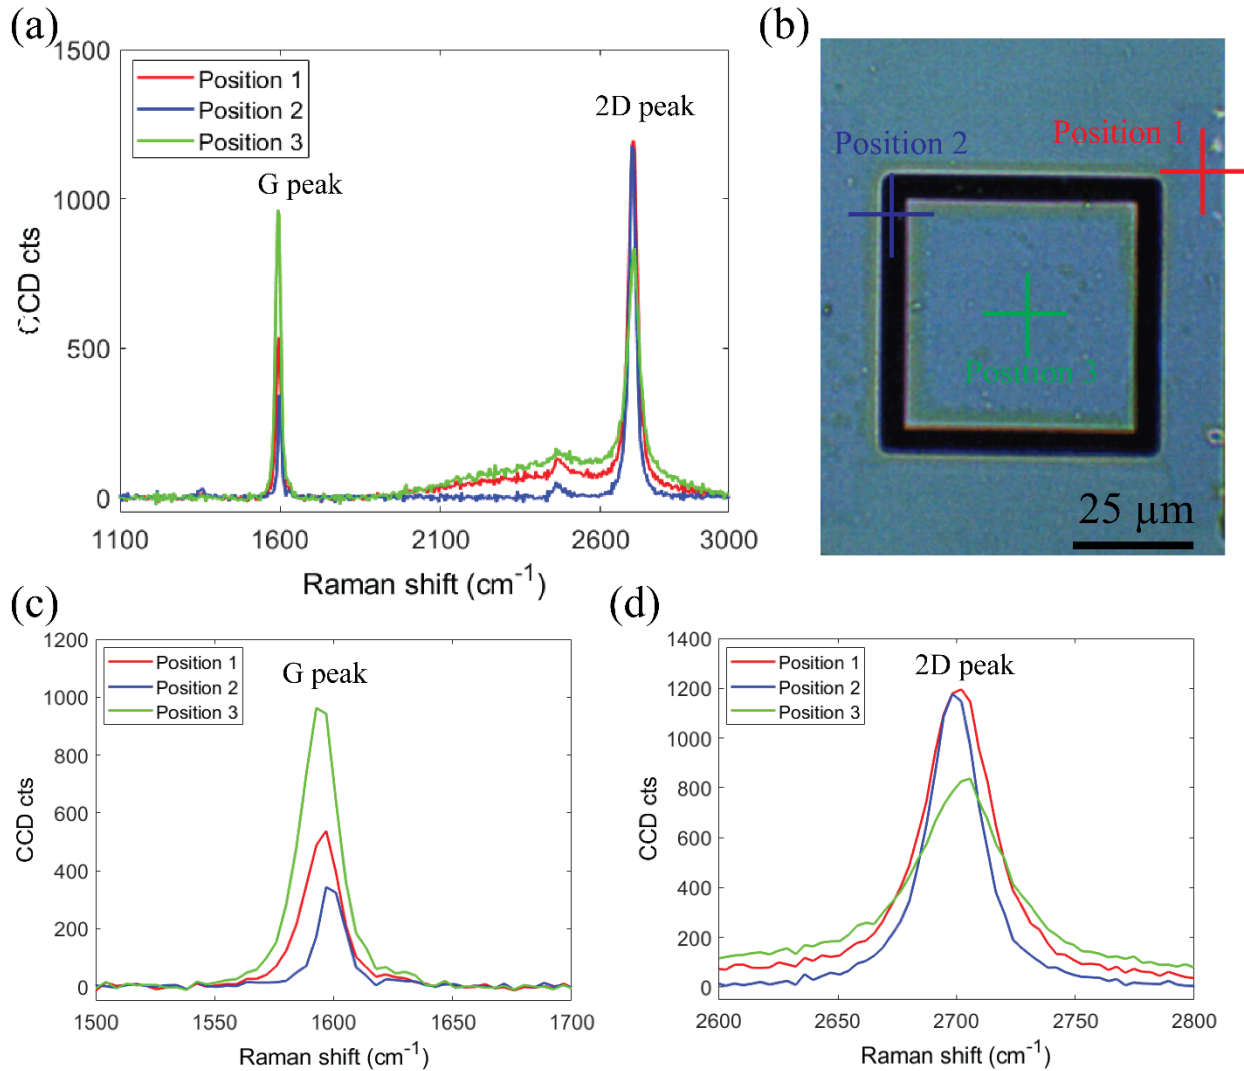 (a)
1500
1000
500
0
CCD cts
Position 1
Position 2
Position 3
G peak
2D peak
1100 1600 2100 2600 3000
Raman shift (cm⁻¹)
(b)
Position 1
Position 2
Position 3
25 µm
(c)
1200
1000
800
600
400
200
0
CCD cts
Position 1
Position 2
Position 3
G peak
1500 1550 1600 1650 1700
Raman shift (cm⁻¹)
(d)
1400
1200
1000
800
600
400
200
0
CCD cts
Position 1
Position 2
Position 3
2D peak
2600 2650 2700 2750 2800
Raman shift (cm⁻¹)